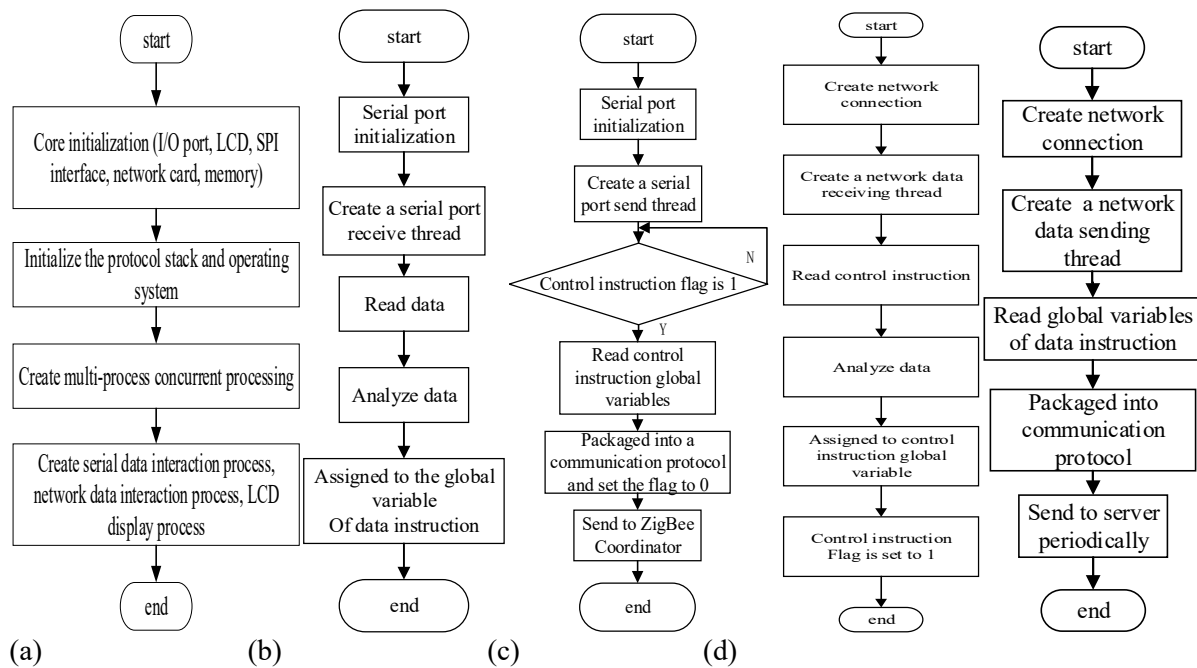 start
Core initialization (I/O port, LCD, SPI
interface, network card, memory)
Initialize the protocol stack and operating
system
Create multi-process concurrent processing
Create serial data interaction process,
network data interaction process, LCD
display process
end
(a)
start
Serial port
initialization
Create a serial port
receive thread
Read data
Analyze data
Assigned to the global
variable
Of data instruction
end
(b)
start
Serial port
initialization
Create a serial
port send thread
N
Control instruction flag is 1
Y
Read control
instruction global
variables
Packaged into a
communication protocol
and set the flag to 0
Send to ZigBee
Coordinator
end
(c)
start
Create network
connection
Create a network data
receiving thread
Read control instruction
Analyze data
Assigned to control
instruction global
variable
Control instruction
Flag is set to 1
end
(d)
start
Create network
connection
Create a network
data sending
thread
Read global variables
of data instruction
Packaged into
communication
protocol
Send to server
periodically
end